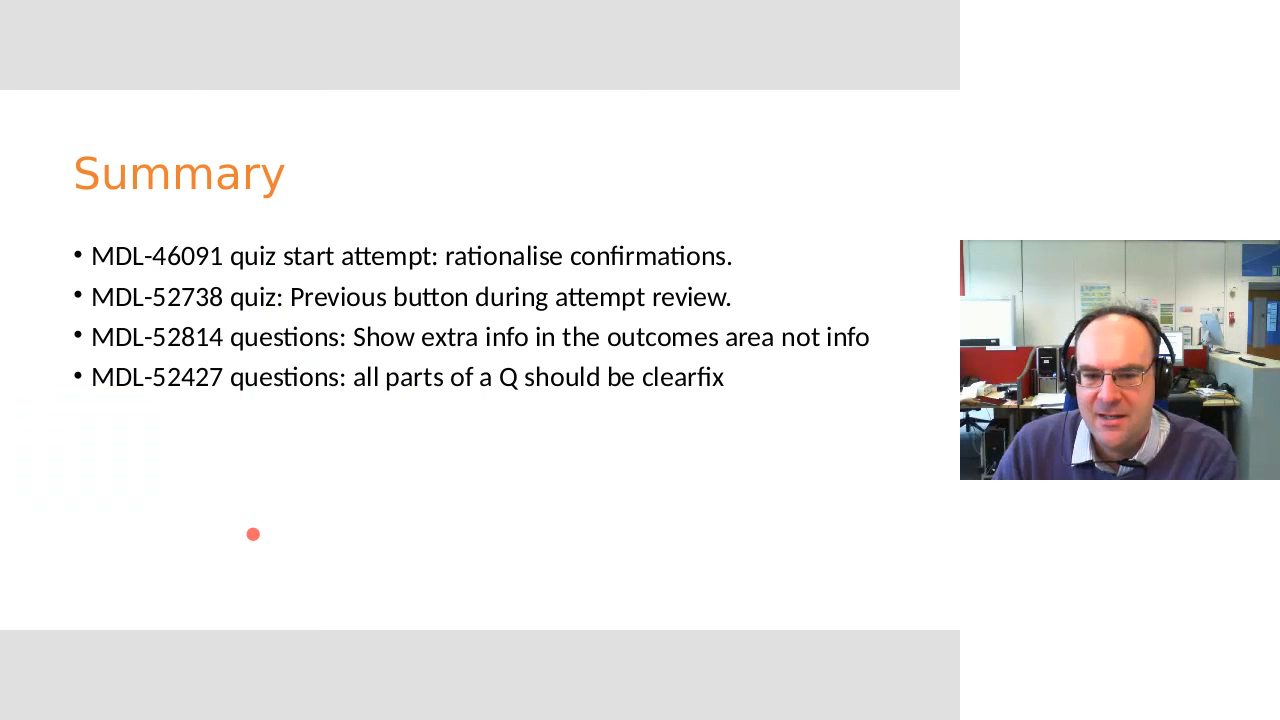 Summary
• MDL-46091 quiz start attempt: rationalise confirmations.
• MDL-52738 quiz: Previous button during attempt review.
• MDL-52814 questions: Show extra info in the outcomes area not info
• MDL-52427 questions: all parts of a Q should be clearfix